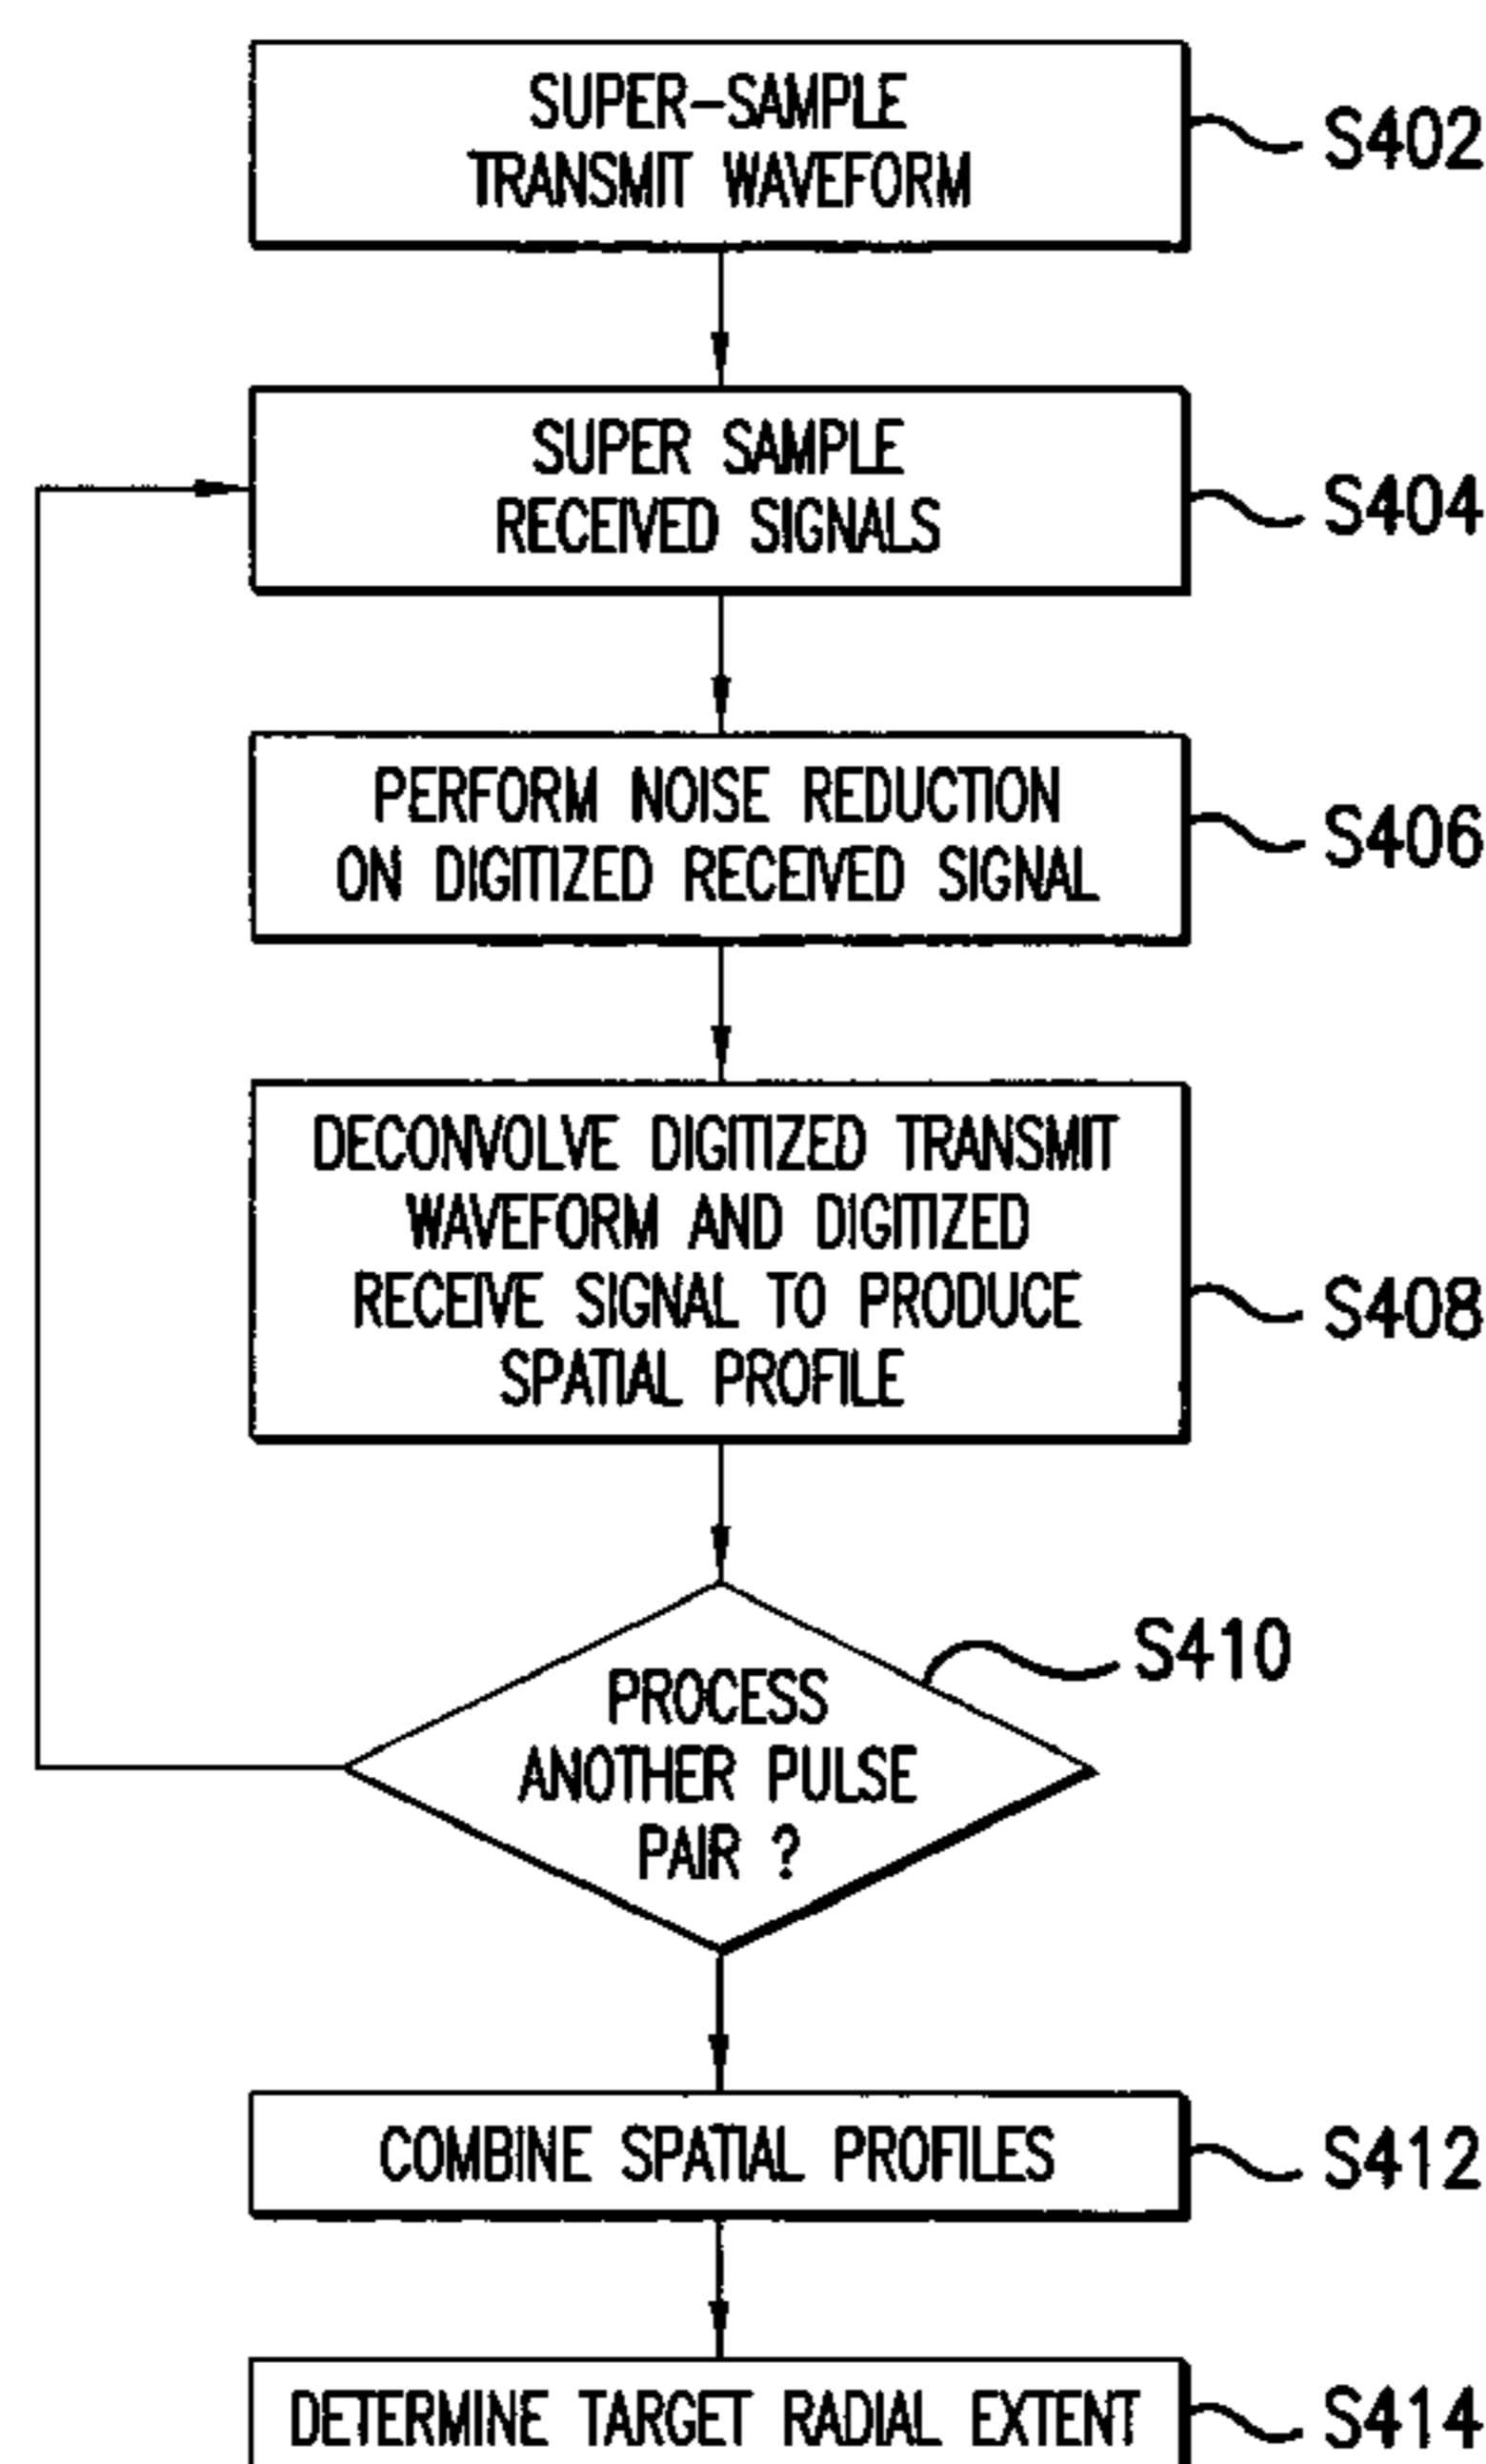 SUPER-SAMPLE
TRANSMIT WAVEFORM
S402
SUPER SAMPLE
RECEIVED SIGNALS
S404
PERFORM NOISE REDUCTION
ON DIGITIZED RECEIVED SIGNAL
S406
DECONVOLVE DIGITIZED TRANSMIT
WAVEFORM AND DIGITIZED
RECEIVE SIGNAL TO PRODUCE
SPATIAL PROFILE
S408
PROCESS
ANOTHER PULSE
PAIR ?
S410
COMBINE SPATIAL PROFILES
S412
DETERMINE TARGET RADIAL EXTENT
S414